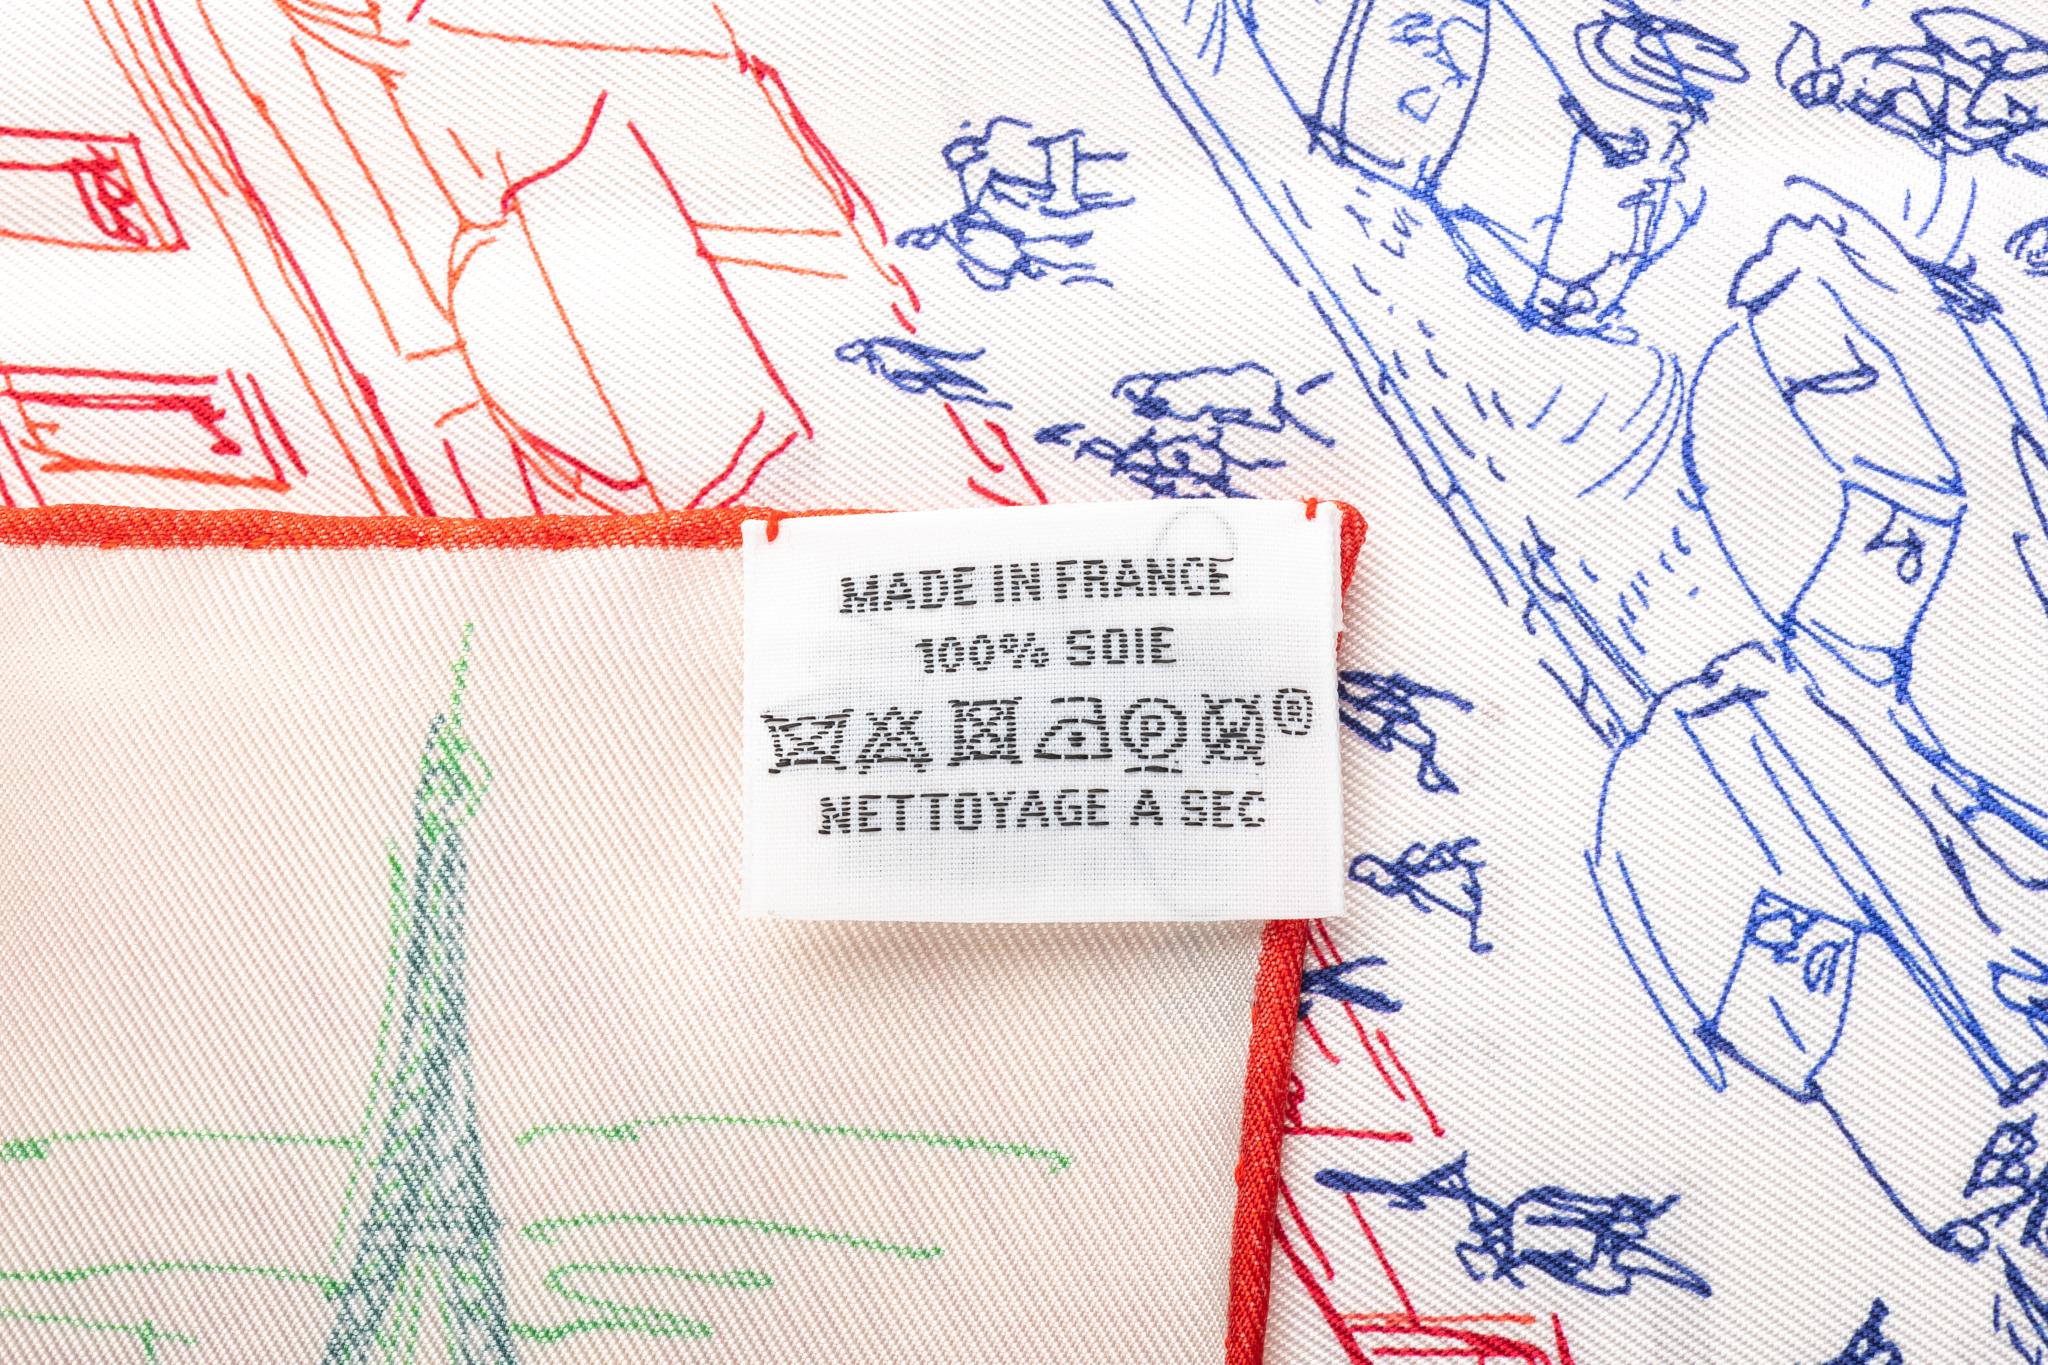 MADE IN FRANCE
100% SOIE
P W ®
NETTOYAGE A SEC